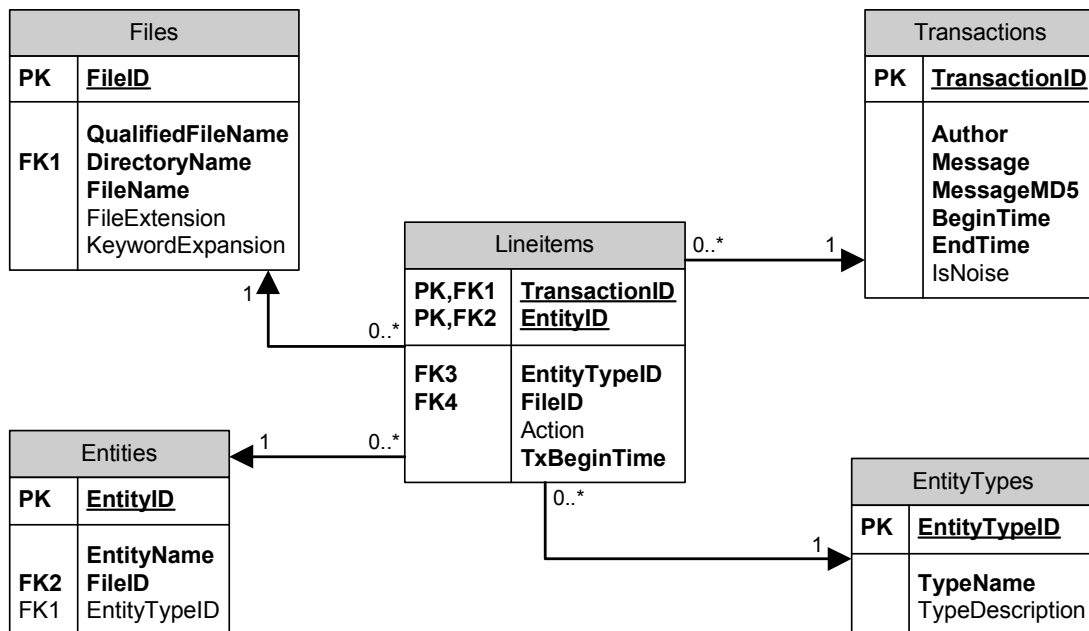 Files
PK FileID
QualifiedFileName
FK1 DirectoryName
FileName
FileExtension
KeywordExpansion
Transactions
PK TransactionID
Author
Message
MessageMD5
BeginTime
EndTime
IsNoise
Lineitems
PK,FK1 TransactionID
PK,FK2 EntityID
FK3 EntityTypeID
FK4 FileID
Action
TxBeginTime
0..* 1
1 0..*
1 0..*
0..* 1
Entities
PK EntityID
EntityName
FK2 FileID
FK1 EntityTypeID
EntityTypes
PK EntityTypeID
TypeName
TypeDescription